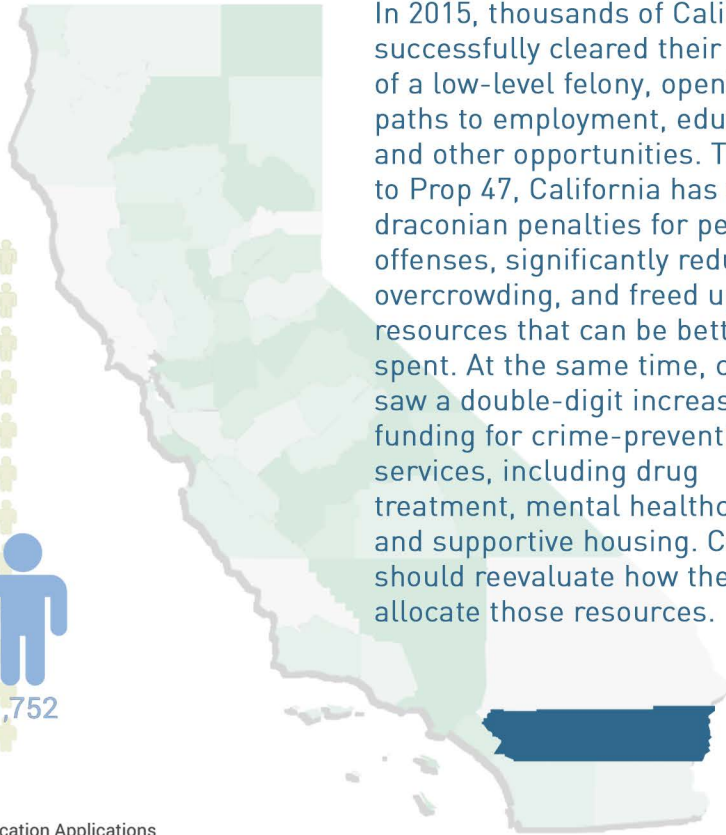 In 2015, thousands of Cali
successfully cleared their
of a low-level felony, open
paths to employment, edu
and other opportunities. T
to Prop 47, California has
draconian penalties for pe
offenses, significantly redu
overcrowding, and freed u
resources that can be bett
spent. At the same time, c
saw a double-digit increas
funding for crime-prevent
services, including drug
treatment, mental healthc
and supportive housing. C
should reevaluate how the
allocate those resources.
,752
cation Applications